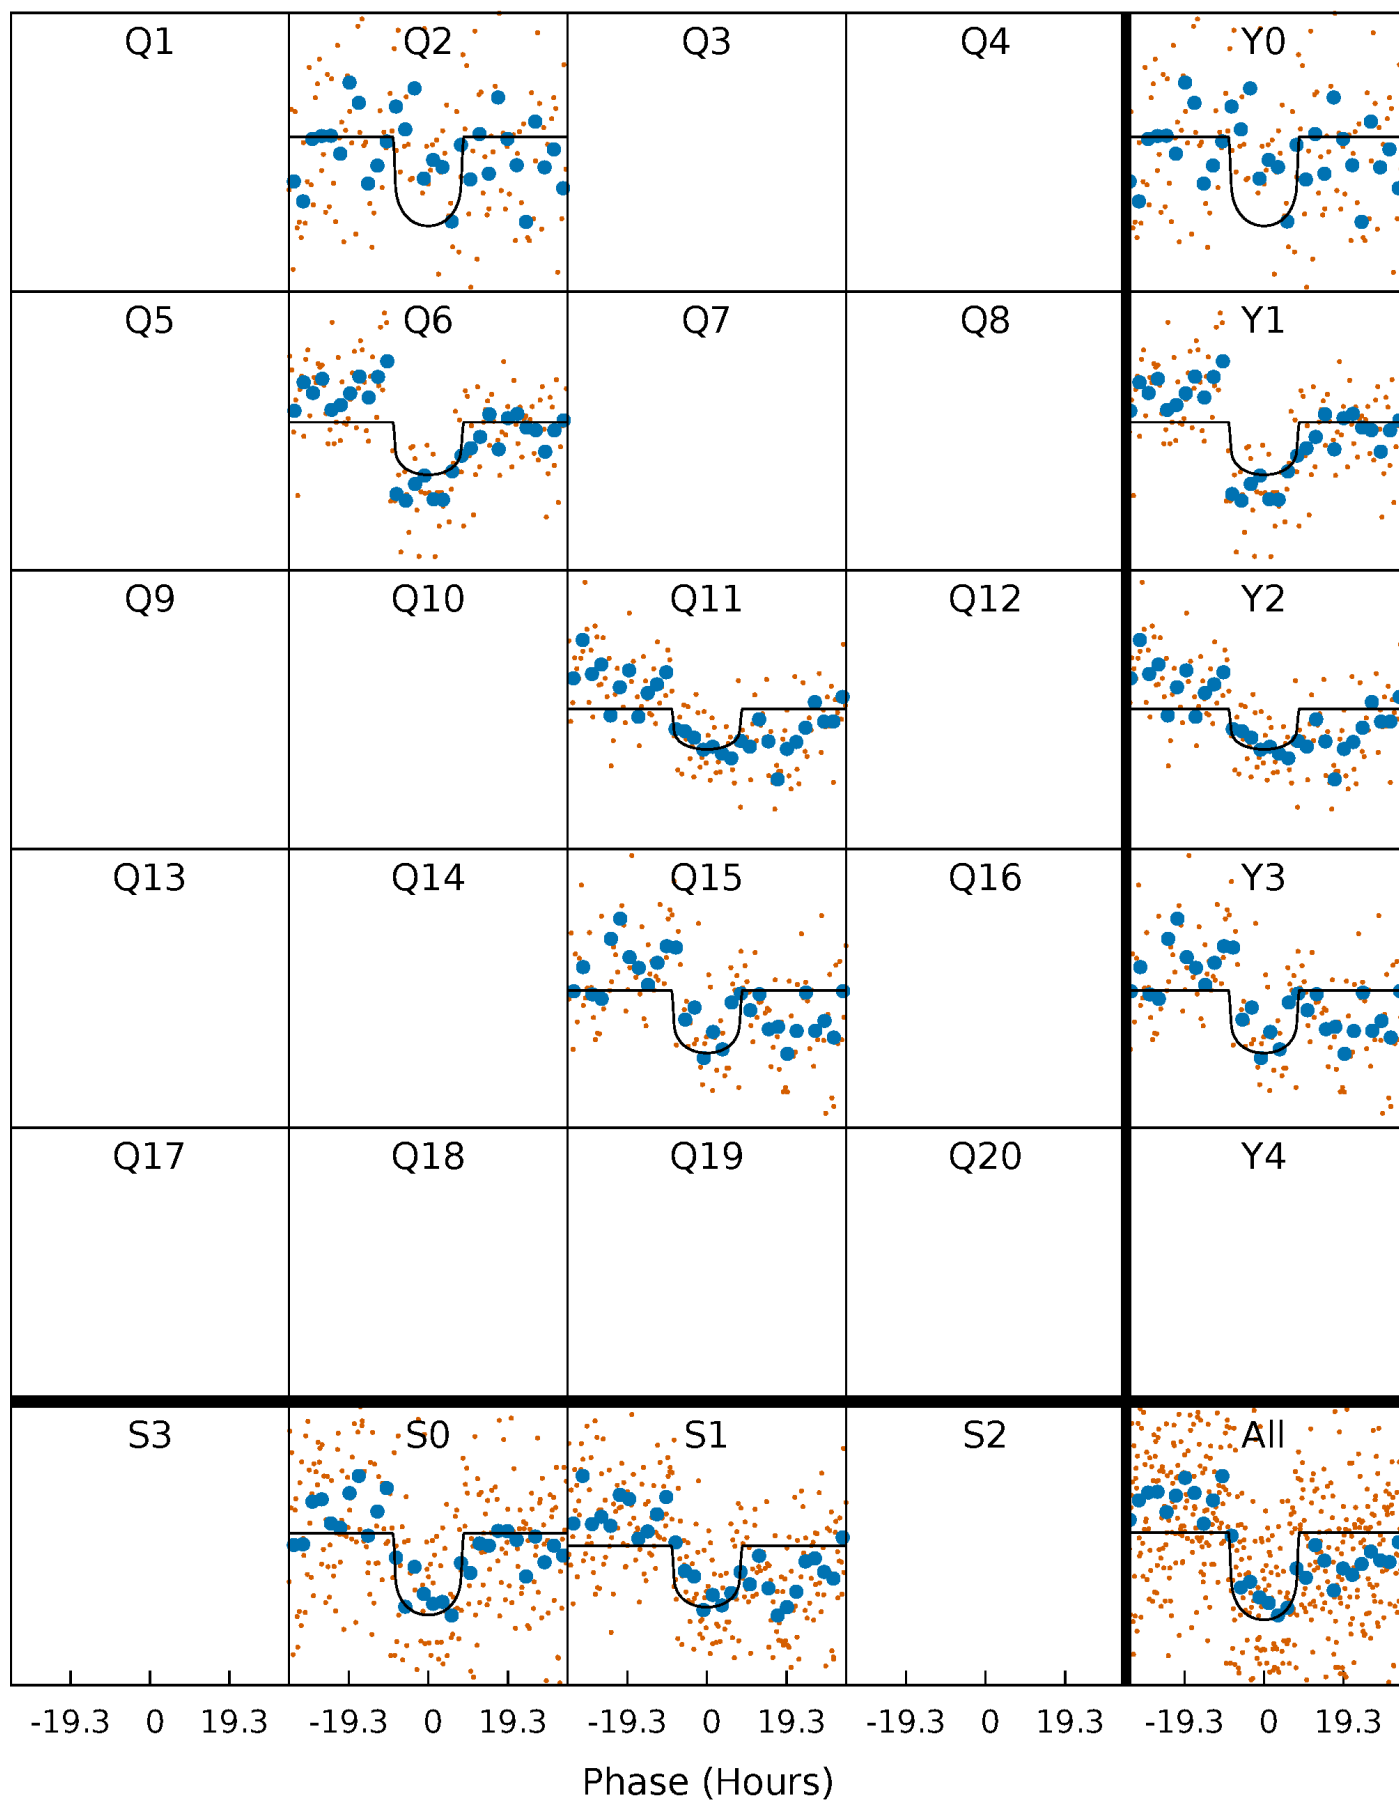 Q1 Q2 Q3 Q4 Y0
Q5 Q6 Q7 Q8 Y1
Q9 Q10 Q11 Q12 Y2
Q13 Q14 Q15 Q16 Y3
Q17 Q18 Q19 Q20 Y4
S3 S0 S1 S2 All
-19.3 0 19.3 -19.3 0 19.3 -19.3 0 19.3 -19.3 0 19.3 -19.3 0 19.3
Phase (Hours)